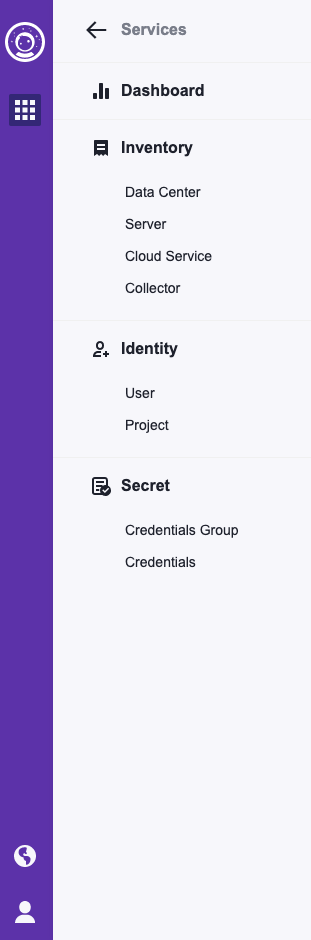 Services
Dashboard
Inventory
Data Center
Server
Cloud Service
Collector
Identity
User
Project
Secret
Credentials Group
Credentials